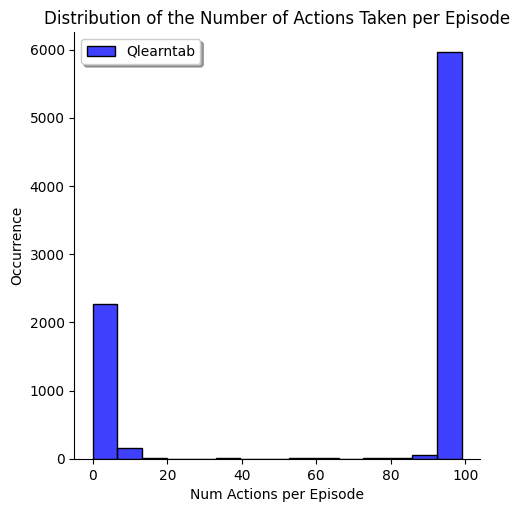 Distribution of the Number of Actions Taken per Episode
Qlearntab
6000
5000
4000
3000
2000
1000
0
Occurrence
0 20 40 60 80 100
Num Actions per Episode